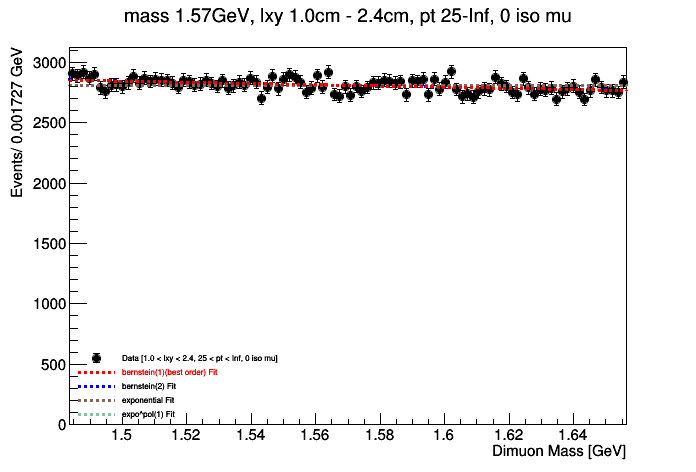 mass 1.57GeV, lxy 1.0cm - 2.4cm, pt 25-Inf, 0 iso mu
Events/ 0.001727 GeV
3000
2500
2000
1500
1000
500
0
Data [1.0 < lxy < 2.4, 25 < pt < Inf, 0 iso mu]
bernstein(1)(best order) Fit
bernstein(2) Fit
exponential Fit
expo^pol(1) Fit
1.5 1.52 1.54 1.56 1.58 1.6 1.62 1.64
Dimuon Mass [GeV]